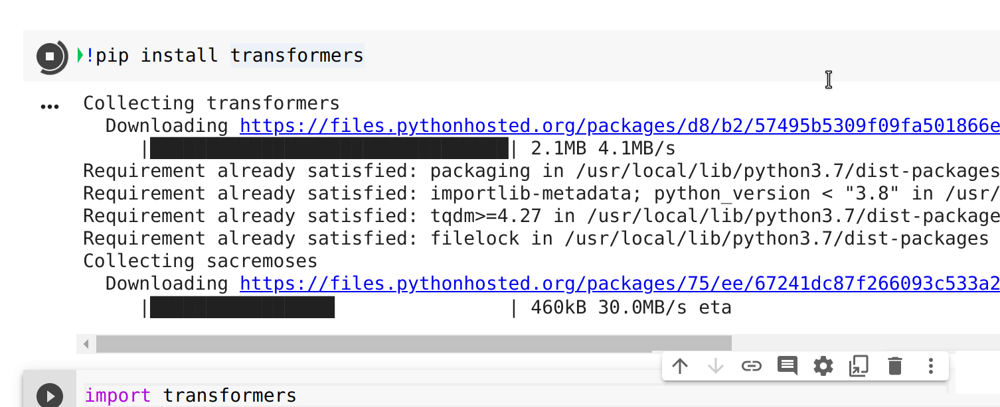 !pip install transformers
Collecting transformers
Downloading https://files.pythonhosted.org/packages/d8/b2/57495b5309f09fa501866e
| 2.1MB 4.1MB/s
Requirement already satisfied: packaging in /usr/local/lib/python3.7/dist-packages
Requirement already satisfied: importlib-metadata; python_version < "3.8" in /usr/
Requirement already satisfied: tqdm>=4.27 in /usr/local/lib/python3.7/dist-package
Requirement already satisfied: filelock in /usr/local/lib/python3.7/dist-packages
Collecting sacremoses
Downloading https://files.pythonhosted.org/packages/75/ee/67241dc87f266093c533a2
| 460kB 30.0MB/s eta
import transformers